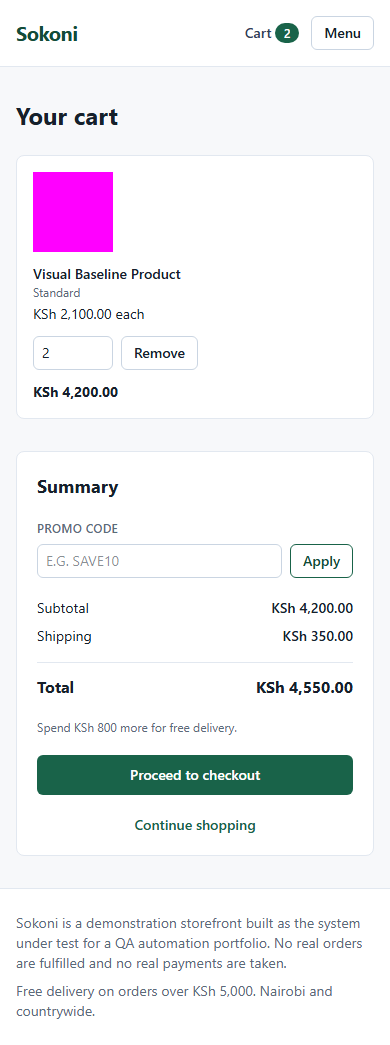 Sokoni
Cart 2
Menu
Your cart
Visual Baseline Product
Standard
KSh 2,100.00 each
2
Remove
KSh 4,200.00
Summary
PROMO CODE
E.G. SAVE10
Apply
Subtotal KSh 4,200.00
Shipping KSh 350.00
Total KSh 4,550.00
Spend KSh 800 more for free delivery.
Proceed to checkout
Continue shopping
Sokoni is a demonstration storefront built as the system
under test for a QA automation portfolio. No real orders
are fulfilled and no real payments are taken.
Free delivery on orders over KSh 5,000. Nairobi and
countrywide.